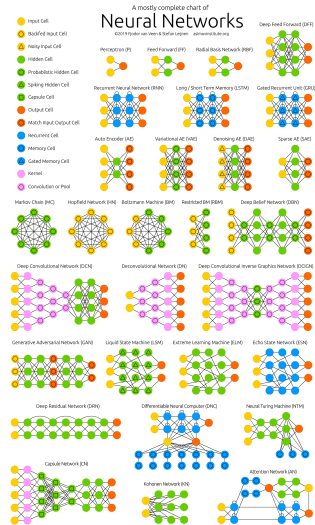 A mostly complete chart of
Neural Networks
©2019 Fjodor van Veen & Stefan Leijnen asimovinstitute.org
Input Cell
Backfed Input Cell
Noisy Input Cell
Hidden Cell
Probabilistic Hidden Cell
Spiking Hidden Cell
Capsule Cell
Output Cell
Match Input Output Cell
Recurrent Cell
Memory Cell
Gated Memory Cell
Kernel
Convolution or Pool
Deep Feed Forward (DFF)
Perceptron (P) Feed Forward (FF) Radial Basis Network (RBF)
Recurrent Neural Network (RNN) Long / Short Term Memory (LSTM) Gated Recurrent Unit (GRU)
Auto Encoder (AE) Variational AE (VAE) Denoising AE (DAE) Sparse AE (SAE)
Markov Chain (MC) Hopfield Network (HN) Boltzmann Machine (BM) Restricted BM (RBM) Deep Belief Network (DBN)
Deep Convolutional Network (DCN) Deconvolutional Network (DN) Deep Convolutional Inverse Graphics Network (DCIGN)
Generative Adversarial Network (GAN) Liquid State Machine (LSM) Extreme Learning Machine (ELM) Echo State Network (ESN)
Deep Residual Network (DRN) Differentiable Neural Computer (DNC) Neural Turing Machine (NTM)
Capsule Network (CN) Kohonen Network (KN) Attention Network (AN)